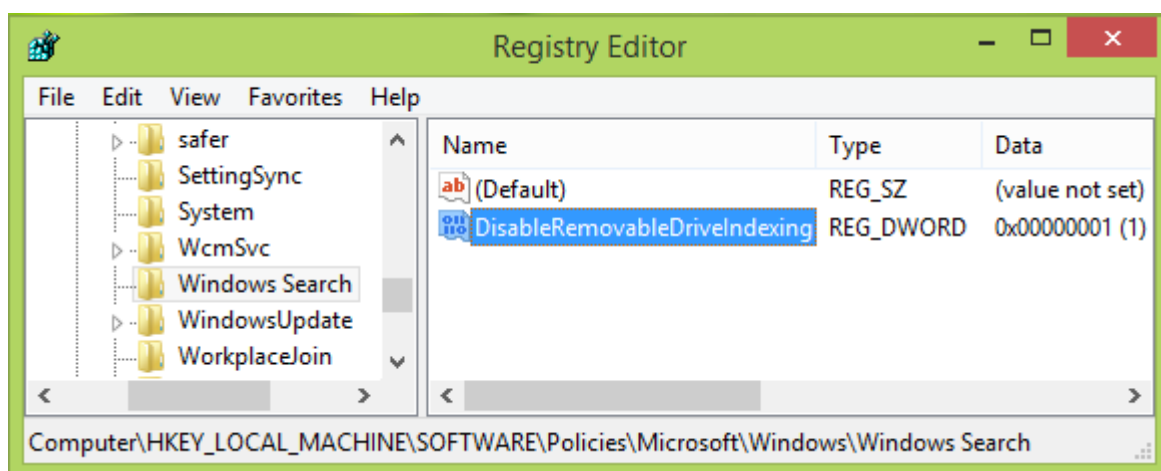 Registry Editor
File Edit View Favorites Help
safer
SettingSync
System
WcmSvc
Windows Search
WindowsUpdate
WorkplaceJoin
Name Type Data
ab (Default) REG_SZ (value not set)
DisableRemovableDriveIndexing REG_DWORD 0x00000001 (1)
Computer\HKEY_LOCAL_MACHINE\SOFTWARE\Policies\Microsoft\Windows\Windows Search